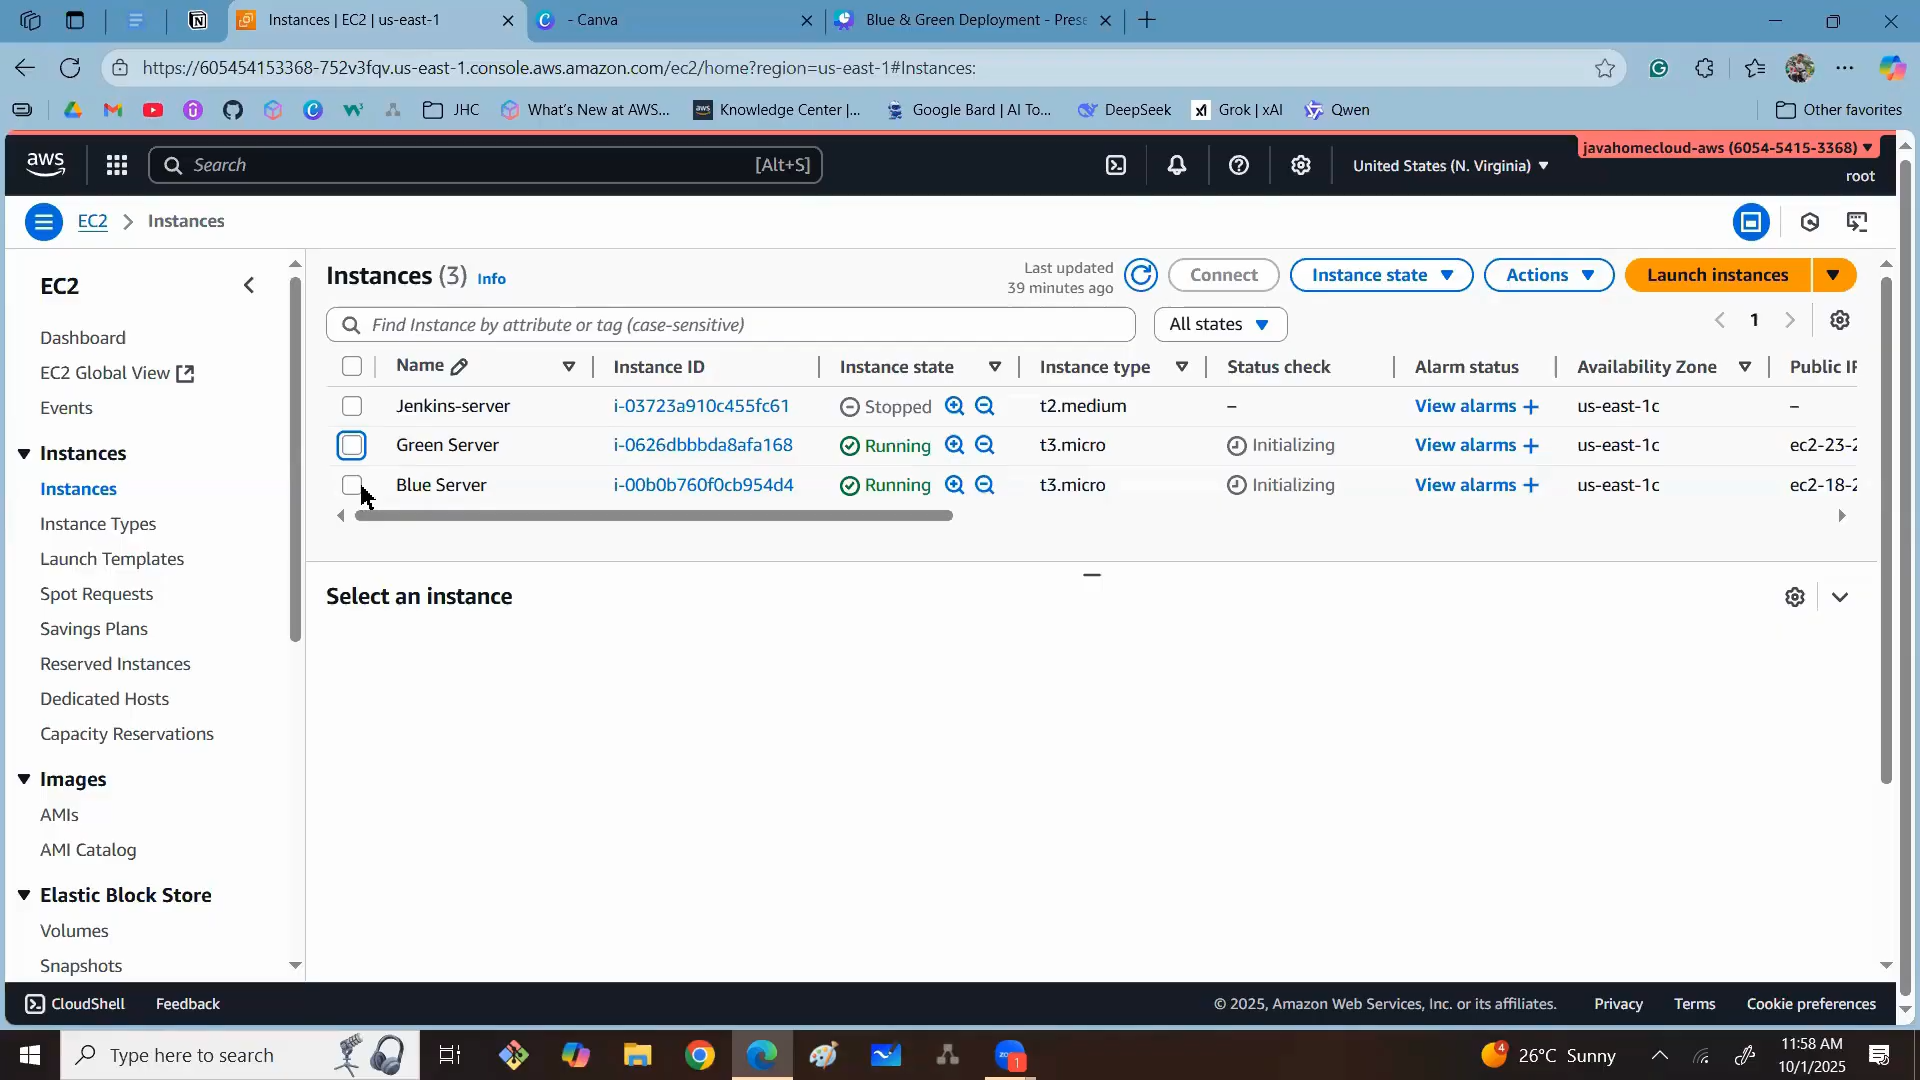 Instances | EC2 | us-east-1
- Canva
Blue & Green Deployment - Prese
https://605454153368-752v3fqv.us-east-1.console.aws.amazon.com/ec2/home?region=us-east-1#Instances:
JHC
What's New at AWS...
Knowledge Center |...
Google Bard | AI To...
DeepSeek
Grok | xAI
Qwen
Other favorites
aws
Search
[Alt+S]
United States (N. Virginia)
javahomecloud-aws (6054-5415-3368)
root
EC2
Instances
EC2
Dashboard
EC2 Global View
Events
Instances
Instances
Instance Types
Launch Templates
Spot Requests
Savings Plans
Reserved Instances
Dedicated Hosts
Capacity Reservations
Images
AMIs
AMI Catalog
Elastic Block Store
Volumes
Snapshots
Instances (3) Info
Last updated
39 minutes ago
Connect
Instance state
Actions
Launch instances
Find Instance by attribute or tag (case-sensitive)
All states
1
Name Instance ID Instance state Instance type Status check Alarm status Availability Zone Public IP
Jenkins-server i-03723a910c455fc61 Stopped t2.medium – View alarms + us-east-1c –
Green Server i-0626dbbbda8afa168 Running t3.micro Initializing View alarms + us-east-1c ec2-23-2
Blue Server i-00b0b760f0cb954d4 Running t3.micro Initializing View alarms + us-east-1c ec2-18-2
Select an instance
CloudShell
Feedback
© 2025, Amazon Web Services, Inc. or its affiliates.
Privacy
Terms
Cookie preferences
Type here to search
1
4
26°C Sunny
11:58 AM
10/1/2025